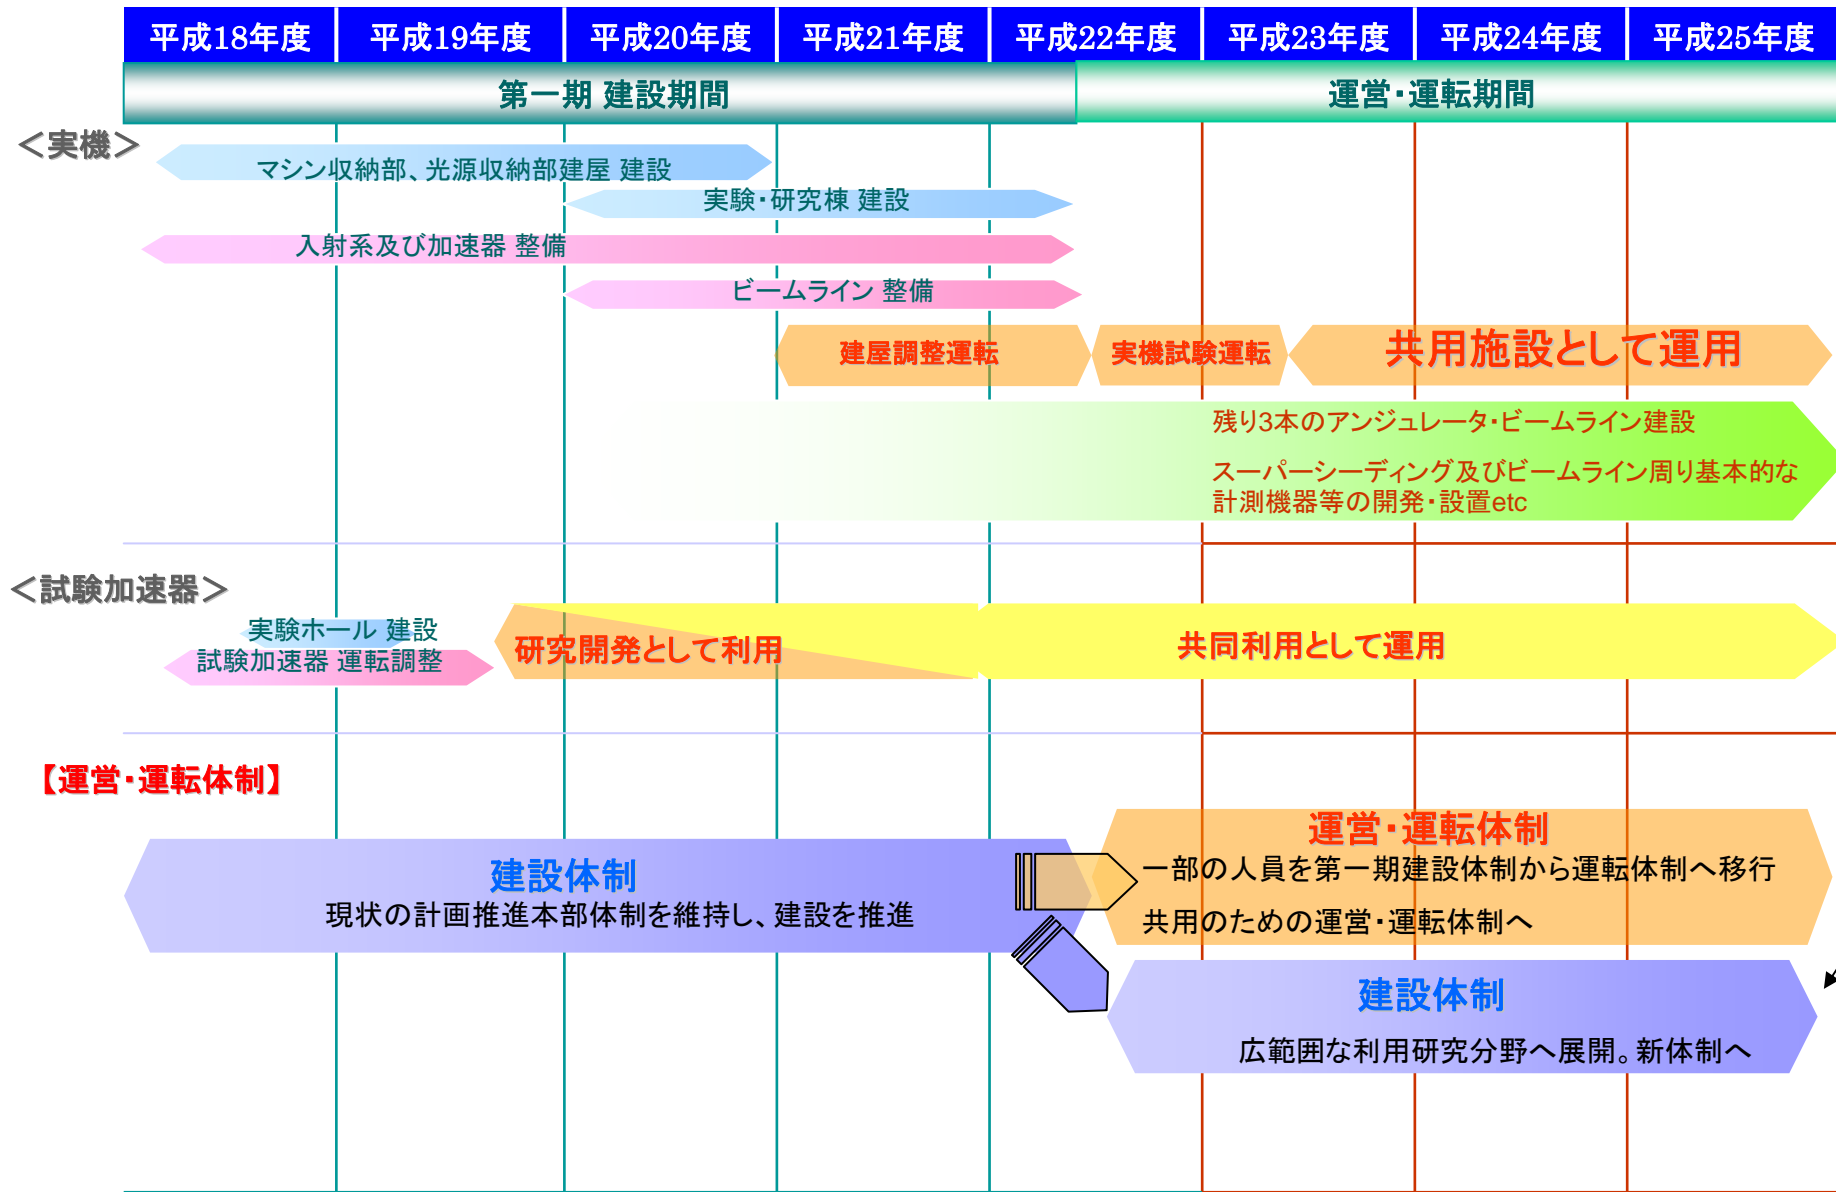 平成18年度 平成19年度 平成20年度 平成21年度 平成22年度 平成23年度 平成24年度 平成25年度
第一期 建設期間 運営・運転期間
＜実機＞
マシン収納部、光源収納部建屋 建設
実験・研究棟 建設
入射系及び加速器 整備
ビームライン 整備
建屋調整運転 実機試験運転 共用施設として運用
残り3本のアンジュレータ・ビームライン建設
スーパーシーディング及びビームライン周り基本的な
計測機器等の開発・設置etc
＜試験加速器＞
実験ホール 建設
試験加速器 運転調整
研究開発として利用 共同利用として運用
【運営・運転体制】
運営・運転体制
一部の人員を第一期建設体制から運転体制へ移行
共用のための運営・運転体制へ
建設体制
現状の計画推進本部体制を維持し、建設を推進
建設体制
広範囲な利用研究分野へ展開。新体制へ